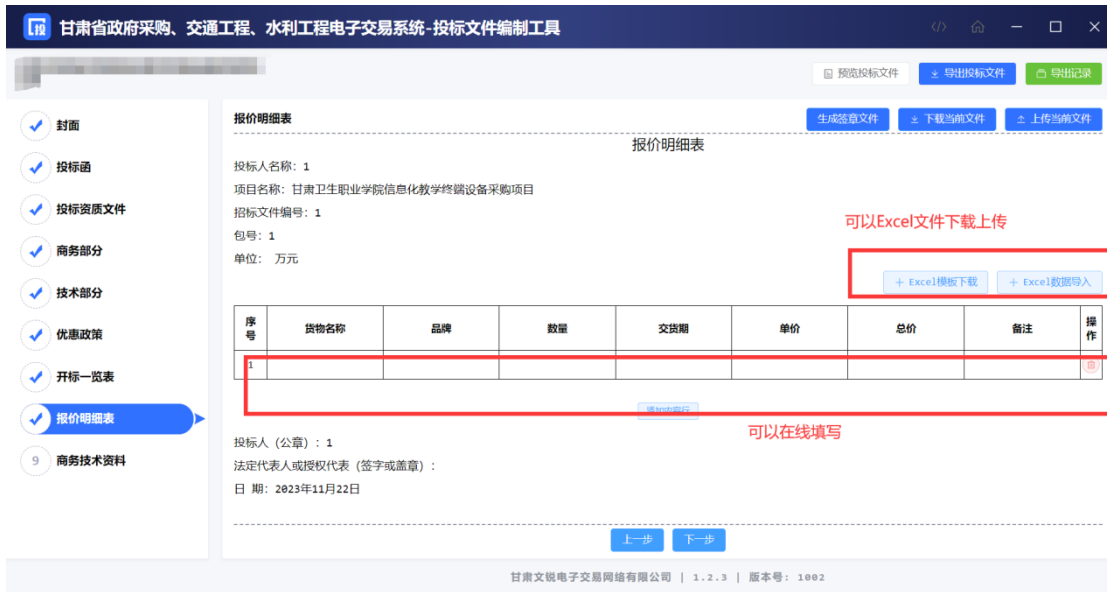 投 甘肃省政府采购、交通工程、水利工程电子交易系统-投标文件编制工具
预览投标文件 导出投标文件 导出记录
封面
投标函
投标资质文件
商务部分
技术部分
优惠政策
开标一览表
报价明细表
9 商务技术资料
报价明细表 生成签章文件 下载当前文件 上传当前文件
报价明细表
投标人名称: 1
项目名称: 甘肃卫生职业学院信息化教学终端设备采购项目
招标文件编号: 1
包号: 1
单位: 万元
可以Excel文件下载上传
+ Excel模板下载 + Excel数据导入
序号 货物名称 品牌 数量 交货期 单价 总价 备注 操作
1
添加内容行
可以在线填写
投标人（公章）: 1
法定代表人或授权代表（签字或盖章）:
日 期: 2023年11月22日
上一步 下一步
甘肃文锐电子交易网络有限公司 | 1.2.3 | 版本号: 1002